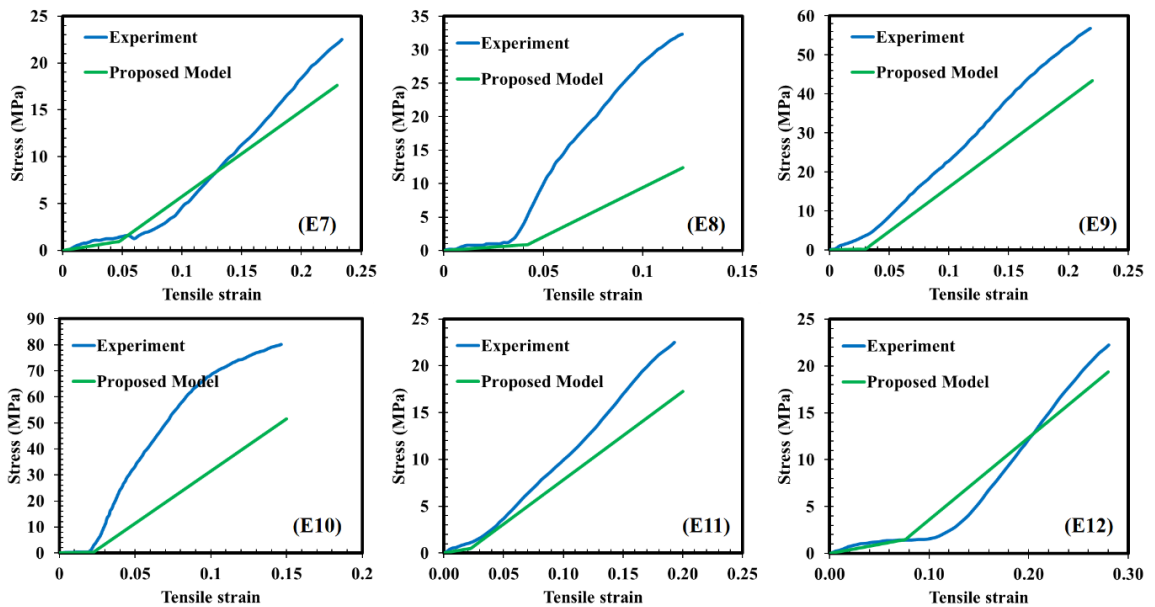 25
20
15
10
5
0
Stress (MPa)
Experiment
Proposed Model
(E7)
0 0.05 0.1 0.15 0.2 0.25
Tensile strain
35
30
25
20
15
10
5
0
Stress (MPa)
Experiment
Proposed Model
(E8)
0 0.05 0.1 0.15
Tensile strain
60
50
40
30
20
10
0
Stress (MPa)
Experiment
Proposed Model
(E9)
0 0.05 0.1 0.15 0.2 0.25
Tensile strain
90
80
70
60
50
40
30
20
10
0
Stress (MPa)
Experiment
Proposed Model
(E10)
0 0.05 0.1 0.15 0.2
Tensile strain
25
20
15
10
5
0
Stress (MPa)
Experiment
Proposed Model
(E11)
0.00 0.05 0.10 0.15 0.20 0.25
Tensile strain
25
20
15
10
5
0
Stress (MPa)
Experiment
Proposed Model
(E12)
0.00 0.10 0.20 0.30
Tensile strain